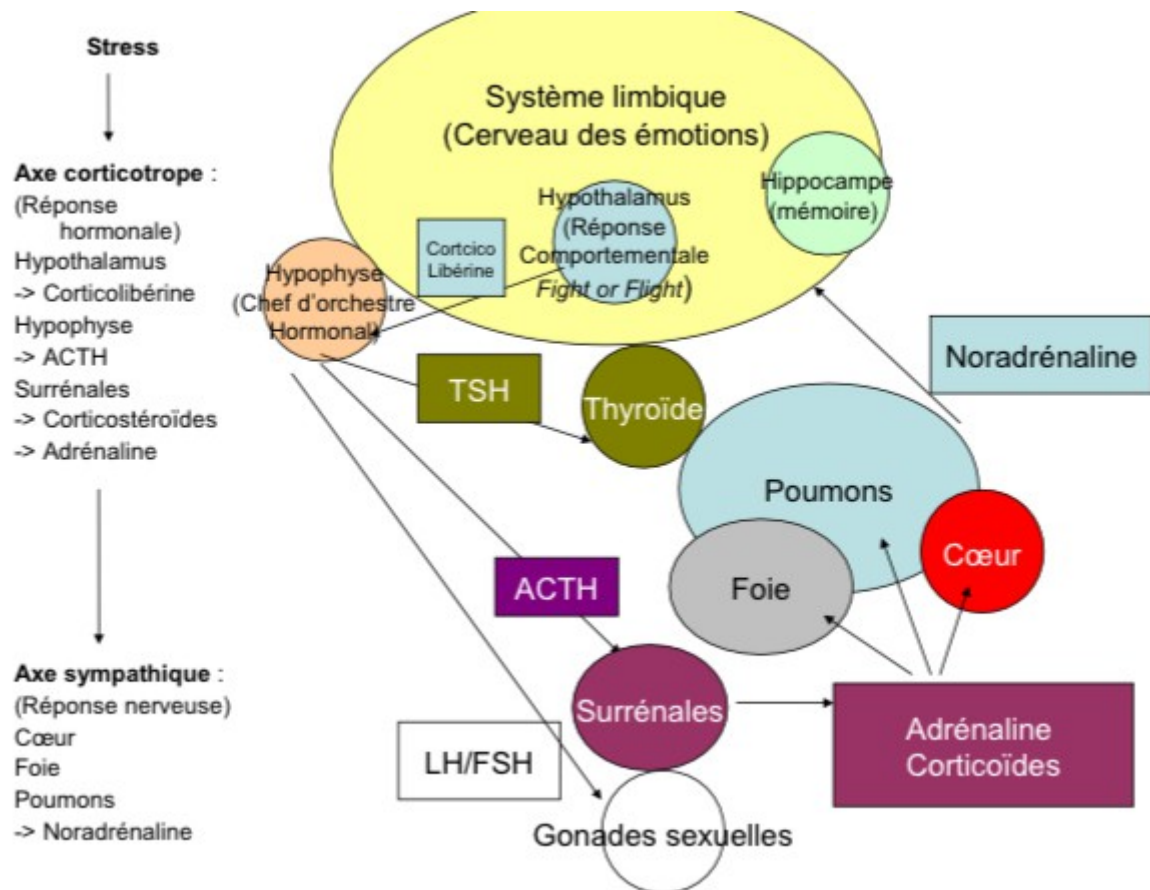 Stress
Axe corticotrope :
(Réponse
hormonale)
Hypothalamus
-> Corticolibérine
Hypophyse
-> ACTH
Surrénales
-> Corticostéroïdes
-> Adrénaline
Axe sympathique :
(Réponse nerveuse)
Cœur
Foie
Poumons
-> Noradrénaline
Système limbique
(Cerveau des émotions)
Hippocampe
(mémoire)
Hypothalamus
(Réponse
Comportementale
Fight or Flight)
Cortcico
Libérine
Hypophyse
(Chef d'orchestre
Hormonal)
Noradrénaline
TSH
Thyroïde
Poumons
Cœur
Foie
ACTH
Surrénales
Adrénaline
Corticoïdes
LH/FSH
Gonades sexuelles